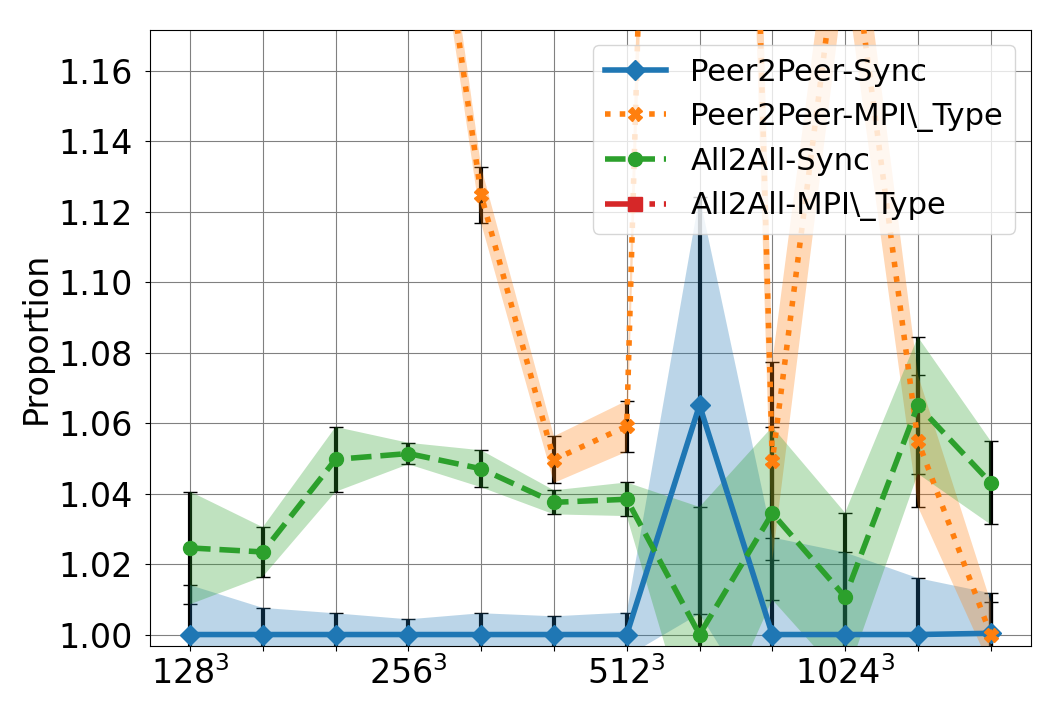 1.16
1.14
1.12
1.10
1.08
1.06
1.04
1.02
1.00
Proportion
Peer2Peer-Sync
Peer2Peer-MPI\_Type
All2All-Sync
All2All-MPI\_Type
128³ 256³ 512³ 1024³